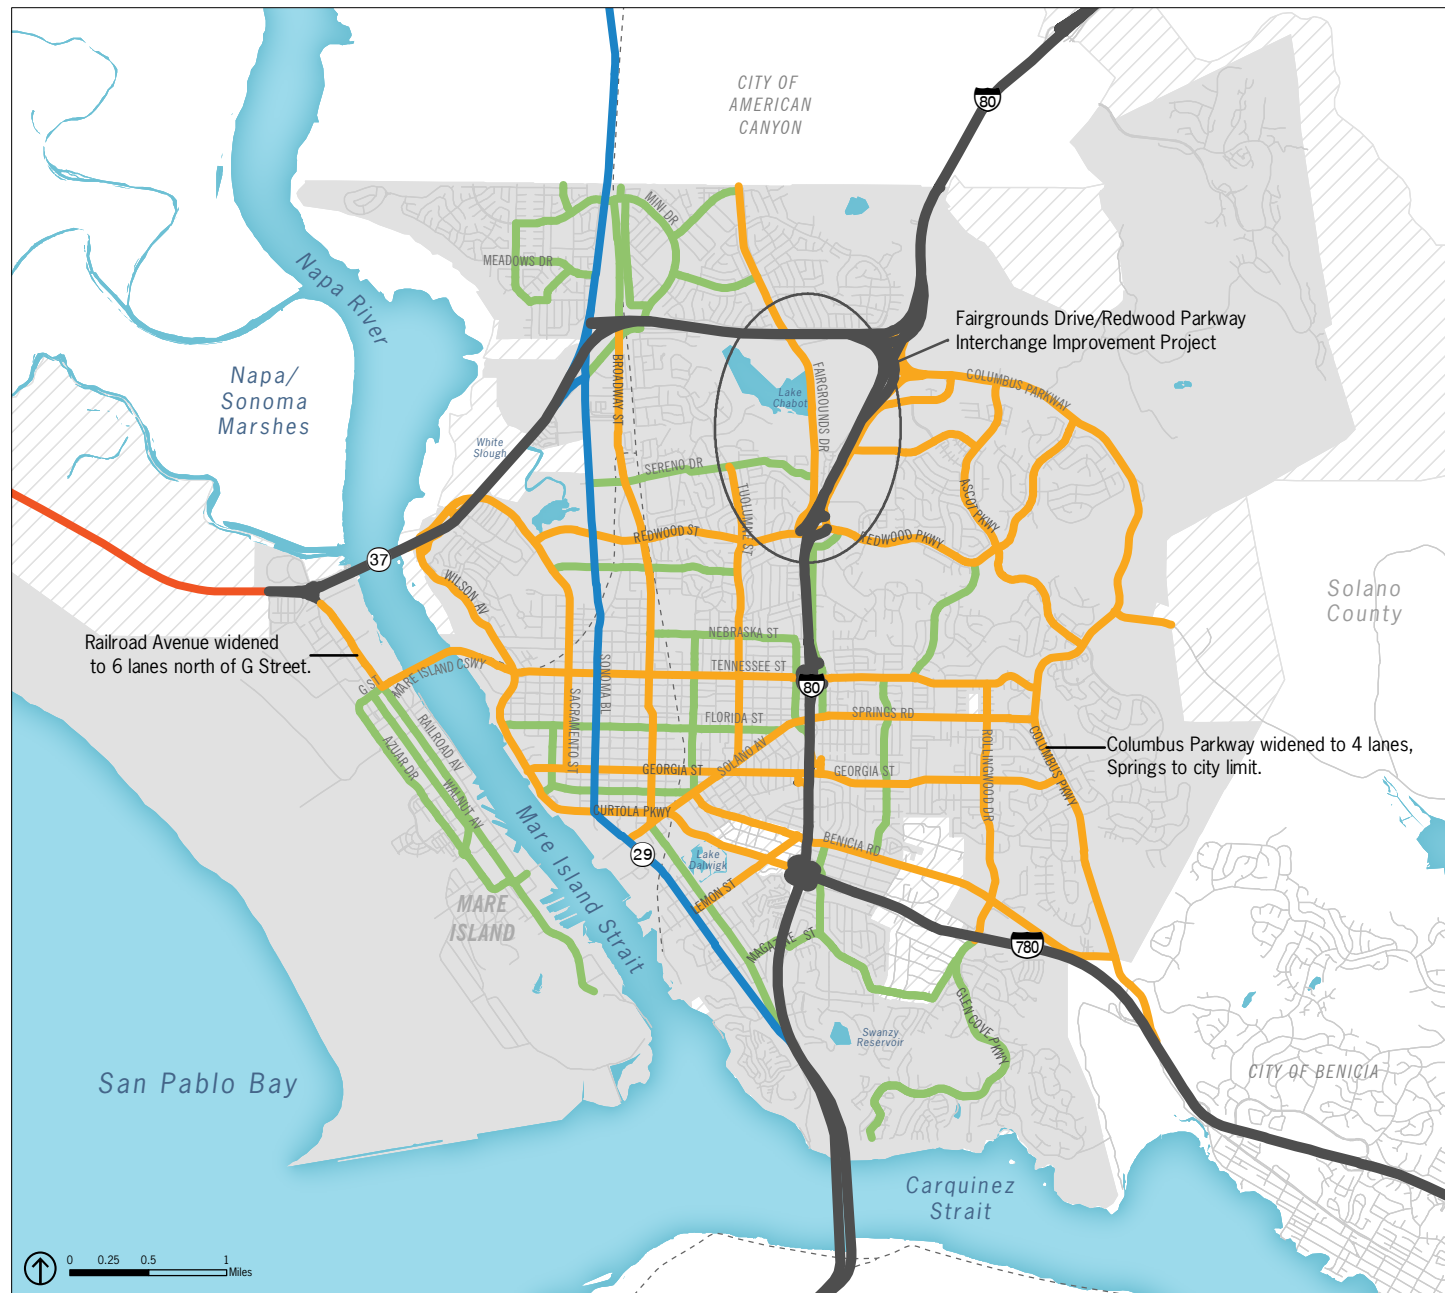 CITY OF
AMERICAN
CANYON
80
MINI DR
MEADOWS DR
Napa River
Fairgrounds Drive/Redwood Parkway
Interchange Improvement Project
Napa/
Sonoma
Marshes
BROADWAY ST
Lake
Chabot
FAIRGROUNDS DR
COLUMBUS PARKWAY
White
Slough
SERENO DR
TUOLUMNE ST
ASCOT PKWY
REDWOOD ST
REDWOOD PKWY
37
WILSON AV
Solano
County
Railroad Avenue widened
to 6 lanes north of G Street.
NEBRASKA ST
TENNESSEE ST
MARE ISLAND CSWY
G ST
80
SONOMA BL
SACRAMENTO ST
FLORIDA ST
SPRINGS RD
RAILROAD AV
AZUAR DR
WALNUT AV
SOLANO AV
GEORGIA ST
GEORGIA ST
ROLLINGWOOD DR
COLUMBUS PKWY
Columbus Parkway widened to 4 lanes,
Springs to city limit.
CURTOLA PKWY
29
Lake
Dalwigk
BENICIA RD
LEMON ST
Mare Island Strait
MARE
ISLAND
MAGAZINE ST
780
GLEN COVE PKWY
Swanzy
Reservoir
San Pablo Bay
CITY OF BENICIA
Carquinez
Strait
0 0.25 0.5 1
Miles